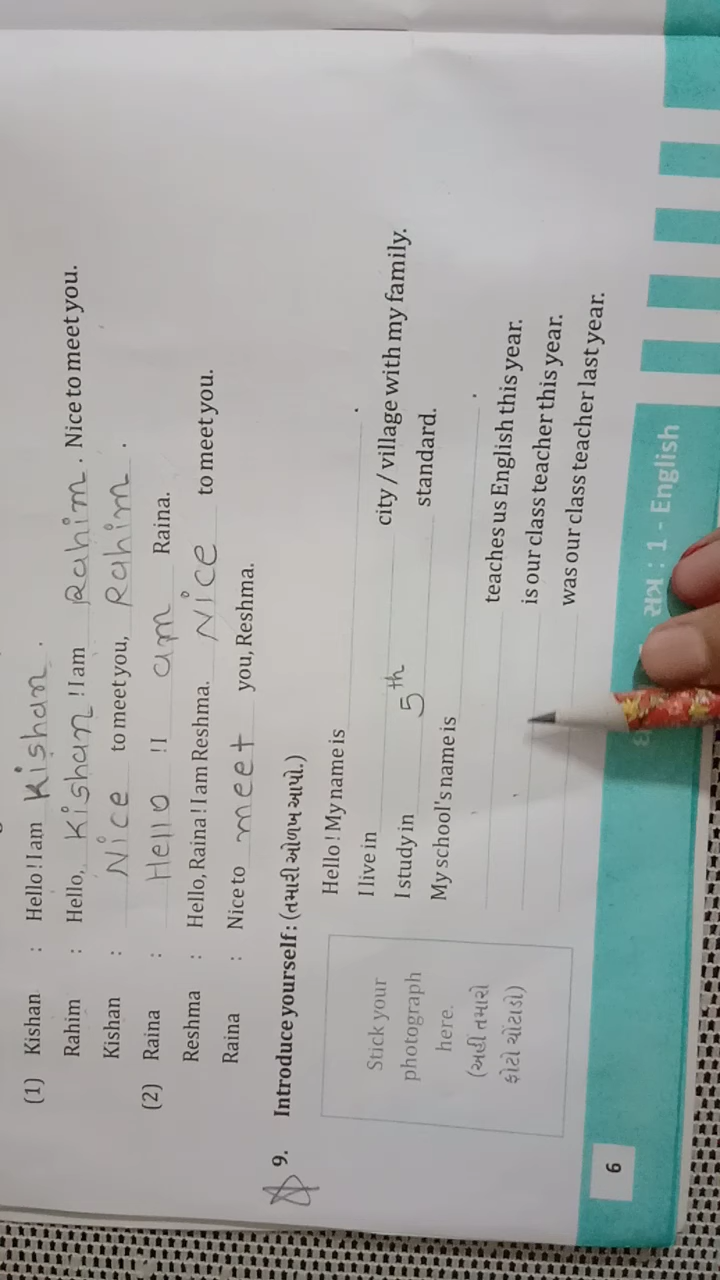 (1) Kishan : Hello! I am Kishan.
Rahim : Hello, Kishan ! I am Rahim. Nice to meet you.
Kishan : Nice to meet you, Rahim.
(2) Raina : Hello !I am Raina.
Reshma : Hello, Raina ! I am Reshma. Nice to meet you.
Raina : Nice to meet you, Reshma.
9. Introduce yourself : (તમારી ઓળખ આપો.)
Stick your
photograph
here.
(અહીં તમારો
ફોટો ચોંટાડો)
Hello ! My name is .
I live in city / village with my family.
I study in 5th standard.
My school's name is .
teaches us English this year.
is our class teacher this year.
was our class teacher last year.
6
સત્ર : 1 - English